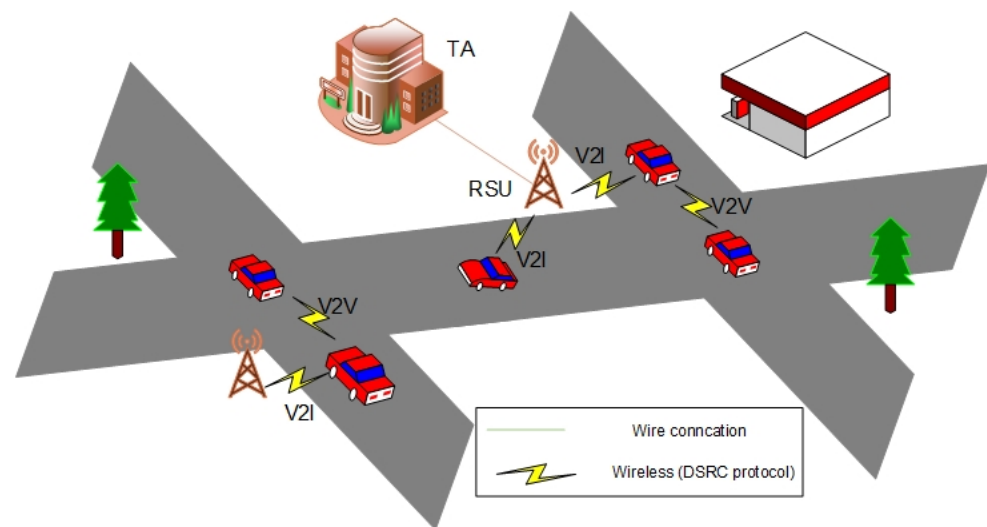 TA
V2I
RSU
V2V
V2I
V2V
V2I
Wire conncation
Wireless (DSRC protocol)